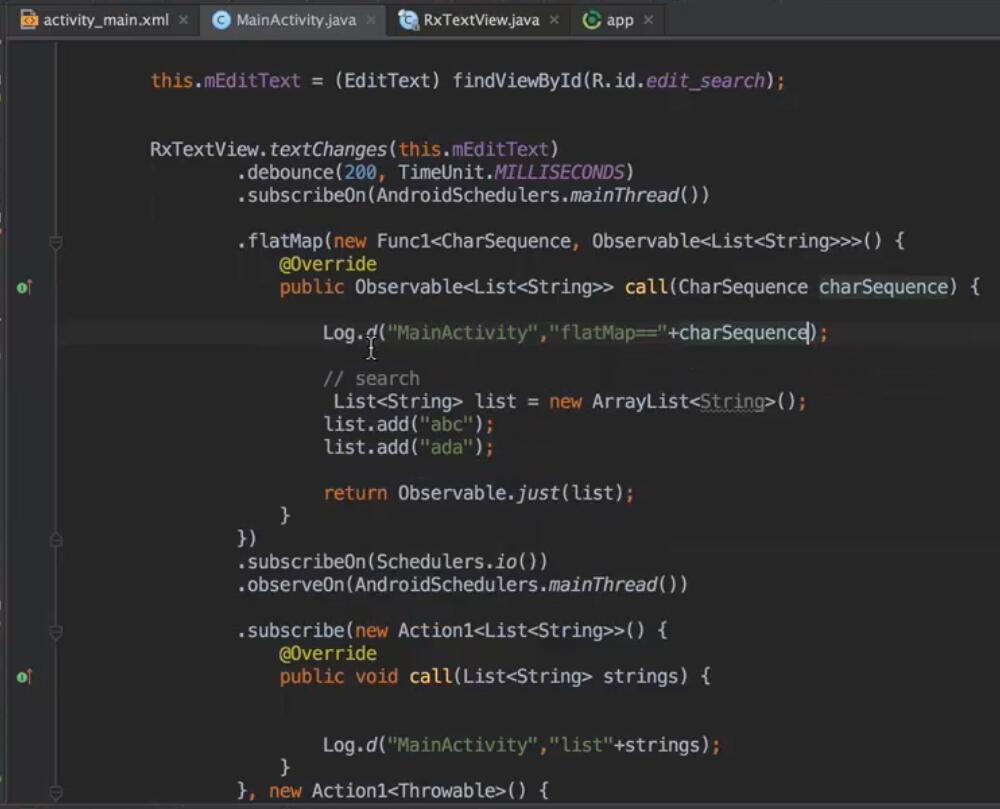 activity_main.xml × MainActivity.java × RxTextView.java × app ×
this.mEditText = (EditText) findViewById(R.id.edit_search);
RxTextView.textChanges(this.mEditText)
.debounce(200, TimeUnit.MILLISECONDS)
.subscribeOn(AndroidSchedulers.mainThread())
.flatMap(new Func1<CharSequence, Observable<List<String>>>() {
@Override
public Observable<List<String>> call(CharSequence charSequence) {
Log.d("MainActivity","flatMap=="+charSequence);
// search
List<String> list = new ArrayList<String>();
list.add("abc");
list.add("ada");
return Observable.just(list);
}
})
.subscribeOn(Schedulers.io())
.observeOn(AndroidSchedulers.mainThread())
.subscribe(new Action1<List<String>>() {
@Override
public void call(List<String> strings) {
Log.d("MainActivity","list"+strings);
}
}, new Action1<Throwable>() {